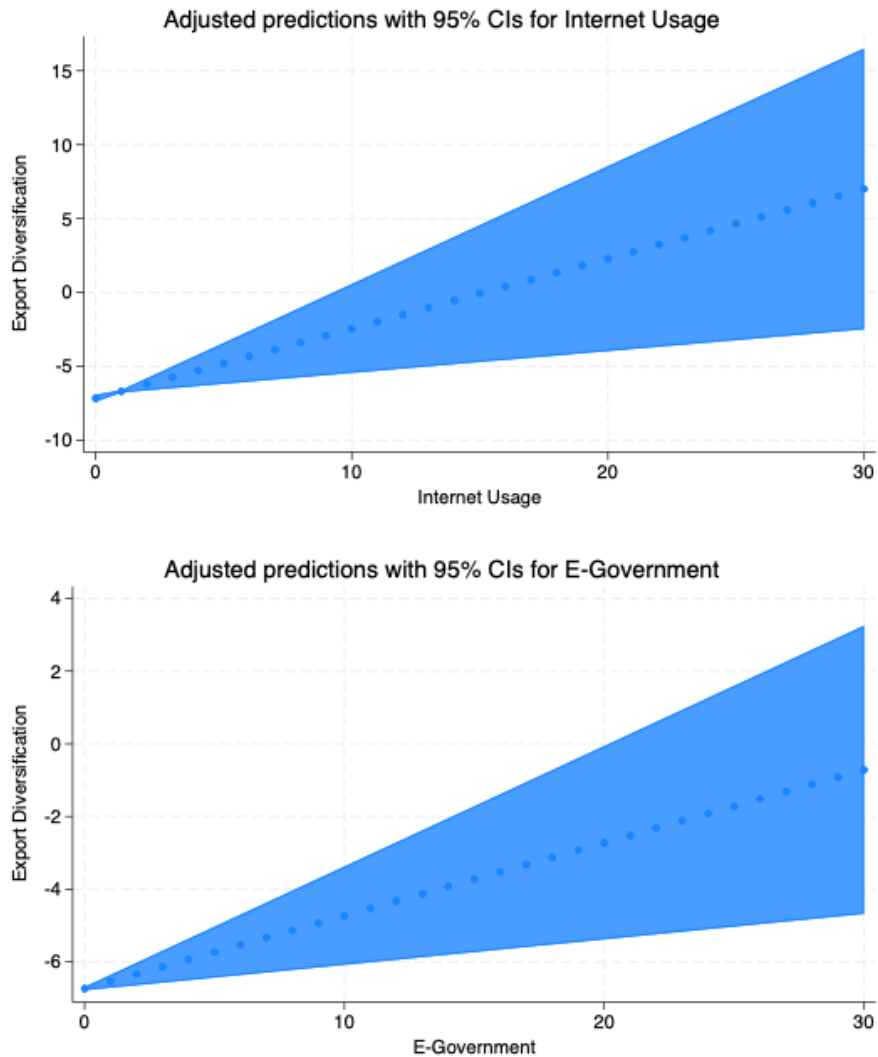 Adjusted predictions with 95% CIs for Internet Usage
15
10
5
0
-5
-10
Export Diversification
0 10 20 30
Internet Usage
Adjusted predictions with 95% CIs for E-Government
4
2
0
-2
-4
-6
Export Diversification
0 10 20 30
E-Government